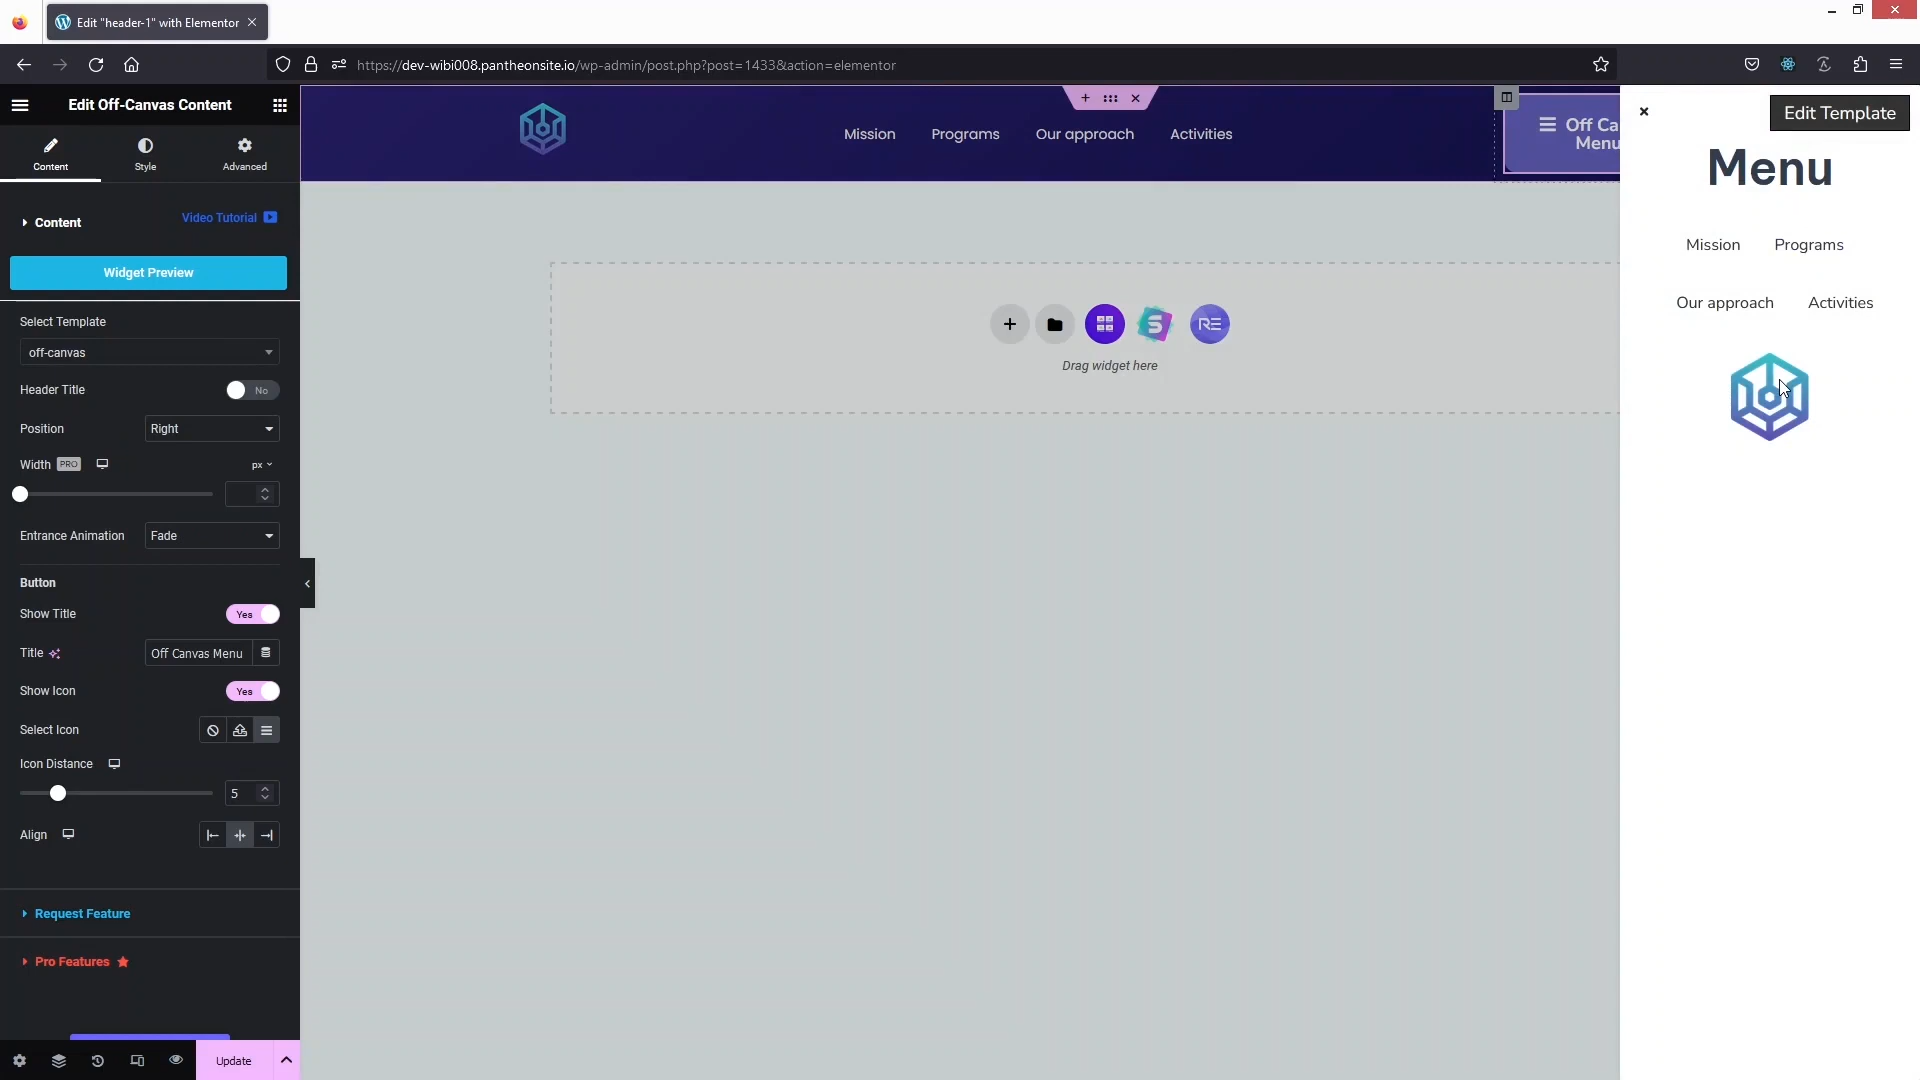 Edit "header-1" with Elementor
https://dev-wibi008.pantheonsite.io/wp-admin/post.php?post=1433&action=elementor
Edit Off-Canvas Content
Content
Style
Advanced
Content
Video Tutorial
Widget Preview
Select Template
off-canvas
Header Title
No
Position
Right
Width PRO
px
Entrance Animation
Fade
Button
Show Title
Yes
Title
Off Canvas Menu
Show Icon
Yes
Select Icon
Icon Distance
5
Align
Request Feature
Pro Features
Update
Mission
Programs
Our approach
Activities
Off Ca
Menu
Drag widget here
RE
Edit Template
Menu
Mission
Programs
Our approach
Activities